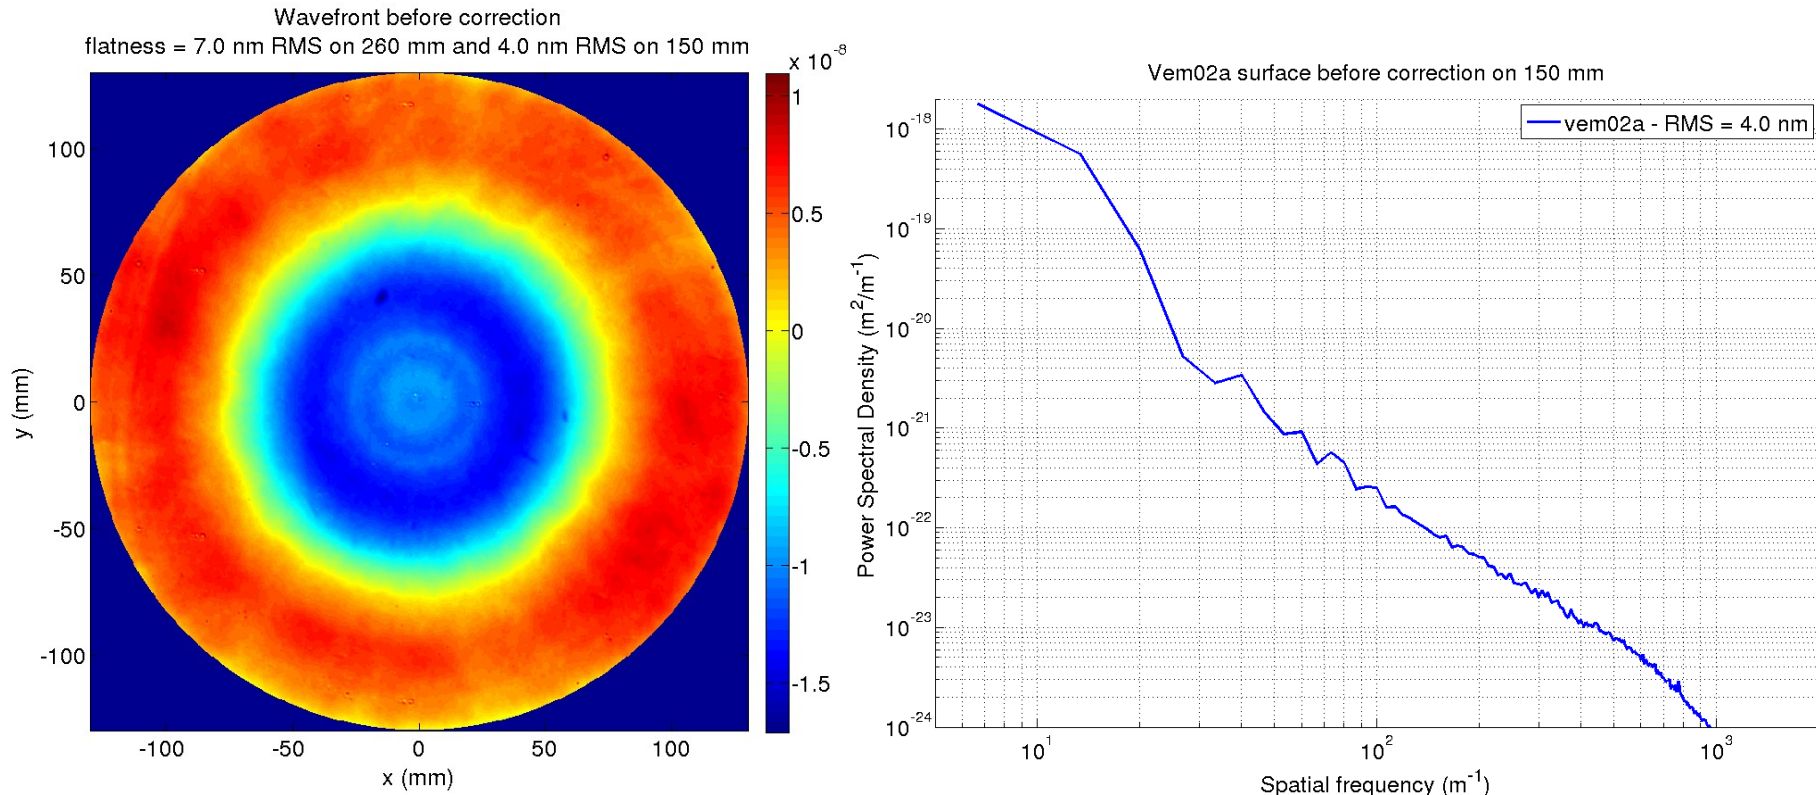 Wavefront before correction
flatness = 7.0 nm RMS on 260 mm and 4.0 nm RMS on 150 mm
x 10^-8
1
0.5
0
-0.5
-1
-1.5
100
50
0
-50
-100
y (mm)
-100 -50 0 50 100
x (mm)
Vem02a surface before correction on 150 mm
vem02a - RMS = 4.0 nm
10^-18
10^-19
10^-20
10^-21
10^-22
10^-23
10^-24
Power Spectral Density (m^2/m^-1)
10^1 10^2 10^3
Spatial frequency (m^-1)